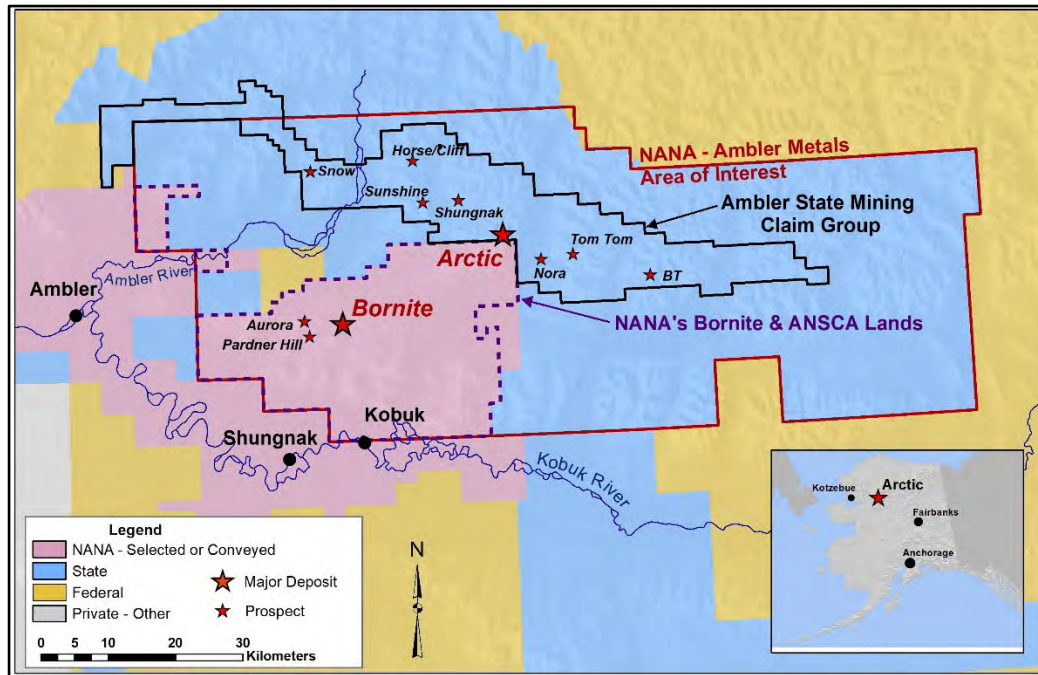 NANA - Ambler Metals
Area of Interest
Horse/Cliff
Snow
Sunshine
Shungnak
Ambler State Mining
Claim Group
Arctic
Tom Tom
Nora
BT
Ambler River
Ambler
Bornite
NANA's Bornite & ANSCA Lands
Aurora
Pardner Hill
Kobuk
Shungnak
Kobuk River
Legend
NANA - Selected or Conveyed
State
Federal
Private - Other
Major Deposit
Prospect
0 5 10 20 30
Kilometers
N
Kotzebue
Arctic
Fairbanks
Anchorage